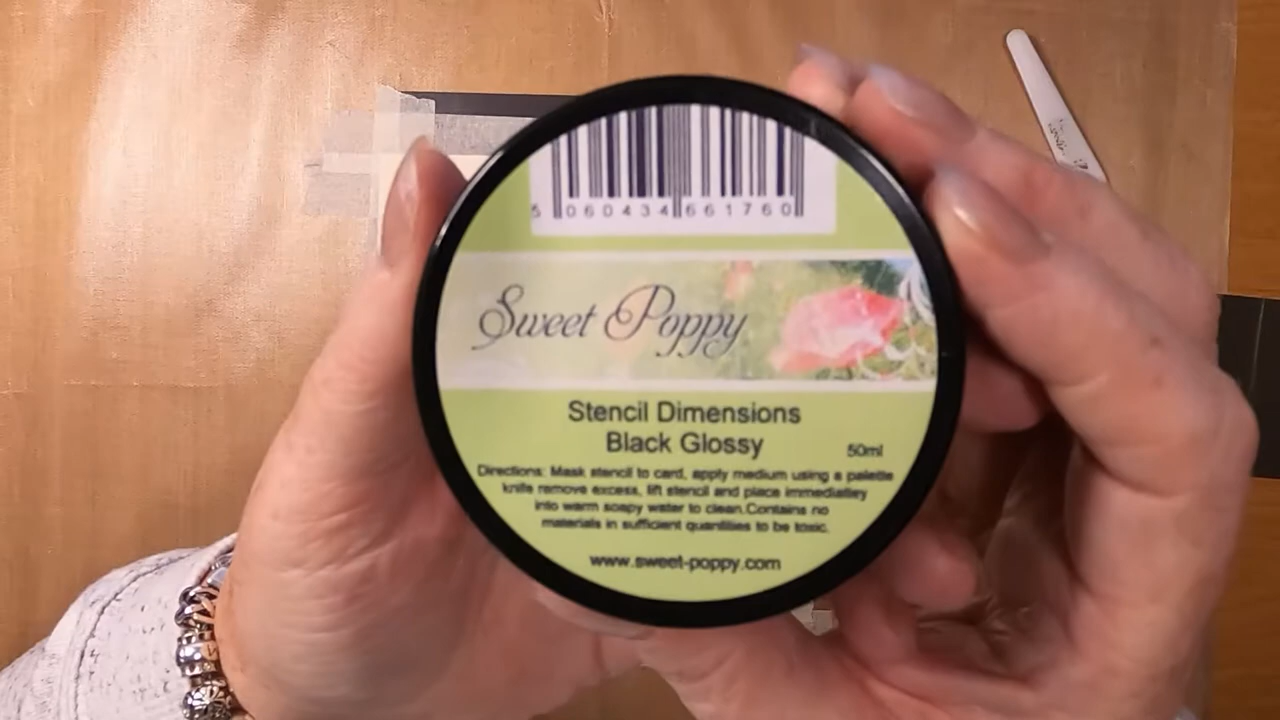 5 060434 661760
Sweet Poppy
Stencil Dimensions
Black Glossy
50ml
Directions: Mask stencil to card, apply medium using a palette
knife remove excess, lift stencil and place immediatley
into warm soapy water to clean.Contains no
materials in sufficient quantities to be toxic.
www.sweet-poppy.com